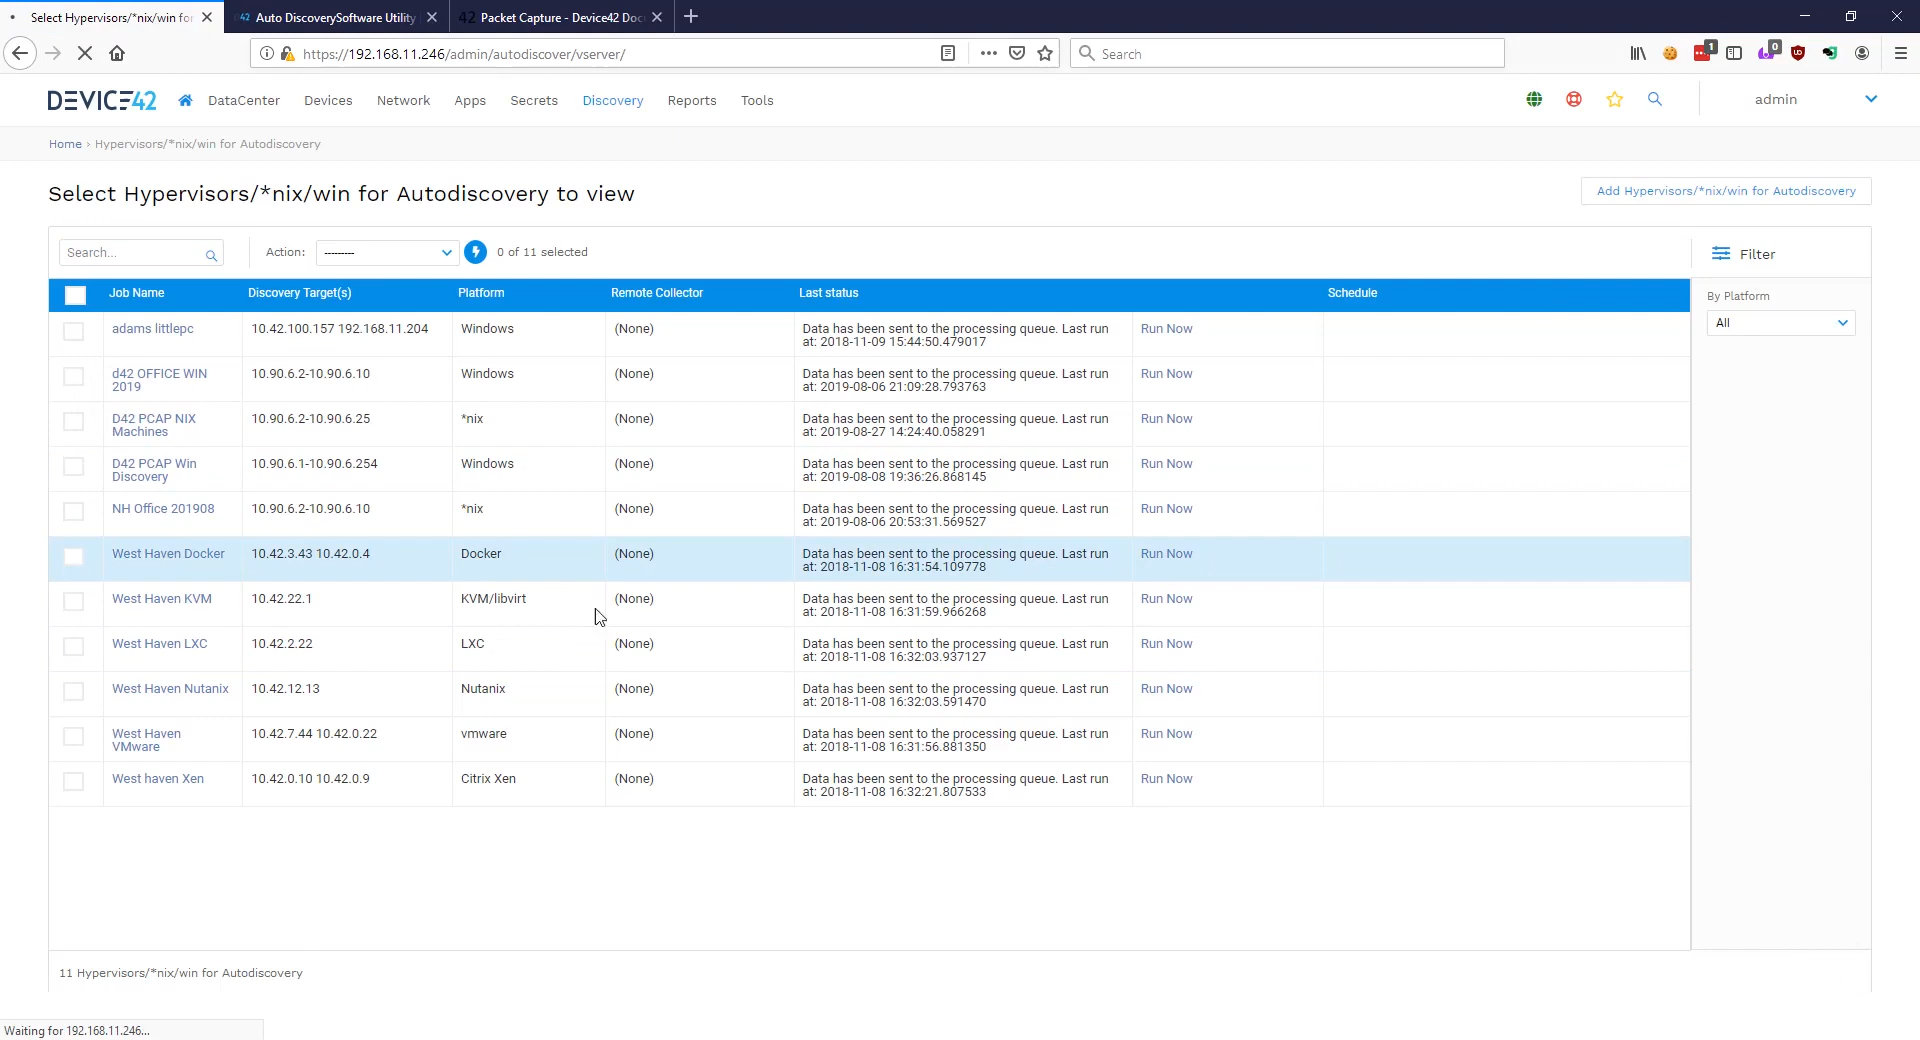 Select Hypervisors/*nix/win for
Auto DiscoverySoftware Utility
Packet Capture - Device42 Doc
https://192.168.11.246/admin/autodiscover/vserver/
Search
1
0
DEVICE42
DataCenter
Devices
Network
Apps
Secrets
Discovery
Reports
Tools
admin
Home › Hypervisors/*nix/win for Autodiscovery
Select Hypervisors/*nix/win for Autodiscovery to view
Add Hypervisors/*nix/win for Autodiscovery
Search...
Action:
---------
0 of 11 selected
Filter
By Platform
All
Job Name Discovery Target(s) Platform Remote Collector Last status Schedule
adams littlepc 10.42.100.157 192.168.11.204 Windows (None) Data has been sent to the processing queue. Last run Run Now
at: 2018-11-09 15:44:50.479017
d42 OFFICE WIN 10.90.6.2-10.90.6.10 Windows (None) Data has been sent to the processing queue. Last run Run Now
2019 at: 2019-08-06 21:09:28.793763
D42 PCAP NIX 10.90.6.2-10.90.6.25 *nix (None) Data has been sent to the processing queue. Last run Run Now
Machines at: 2019-08-27 14:24:40.058291
D42 PCAP Win 10.90.6.1-10.90.6.254 Windows (None) Data has been sent to the processing queue. Last run Run Now
Discovery at: 2019-08-08 19:36:26.868145
NH Office 201908 10.90.6.2-10.90.6.10 *nix (None) Data has been sent to the processing queue. Last run Run Now
at: 2019-08-06 20:53:31.569527
West Haven Docker 10.42.3.43 10.42.0.4 Docker (None) Data has been sent to the processing queue. Last run Run Now
at: 2018-11-08 16:31:54.109778
West Haven KVM 10.42.22.1 KVM/libvirt (None) Data has been sent to the processing queue. Last run Run Now
at: 2018-11-08 16:31:59.966268
West Haven LXC 10.42.2.22 LXC (None) Data has been sent to the processing queue. Last run Run Now
at: 2018-11-08 16:32:03.937127
West Haven Nutanix 10.42.12.13 Nutanix (None) Data has been sent to the processing queue. Last run Run Now
at: 2018-11-08 16:32:03.591470
West Haven 10.42.7.44 10.42.0.22 vmware (None) Data has been sent to the processing queue. Last run Run Now
VMware at: 2018-11-08 16:31:56.881350
West haven Xen 10.42.0.10 10.42.0.9 Citrix Xen (None) Data has been sent to the processing queue. Last run Run Now
at: 2018-11-08 16:32:21.807533
11 Hypervisors/*nix/win for Autodiscovery
Waiting for 192.168.11.246...